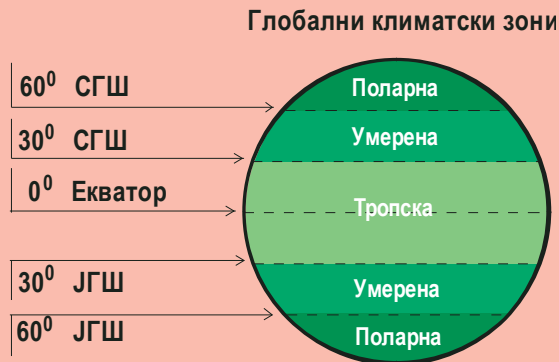 Глобални климатски зони
60⁰ СГШ
Поларна
30⁰ СГШ
Умерена
0⁰ Екватор
Тропска
30⁰ ЈГШ
Умерена
60⁰ ЈГШ
Поларна